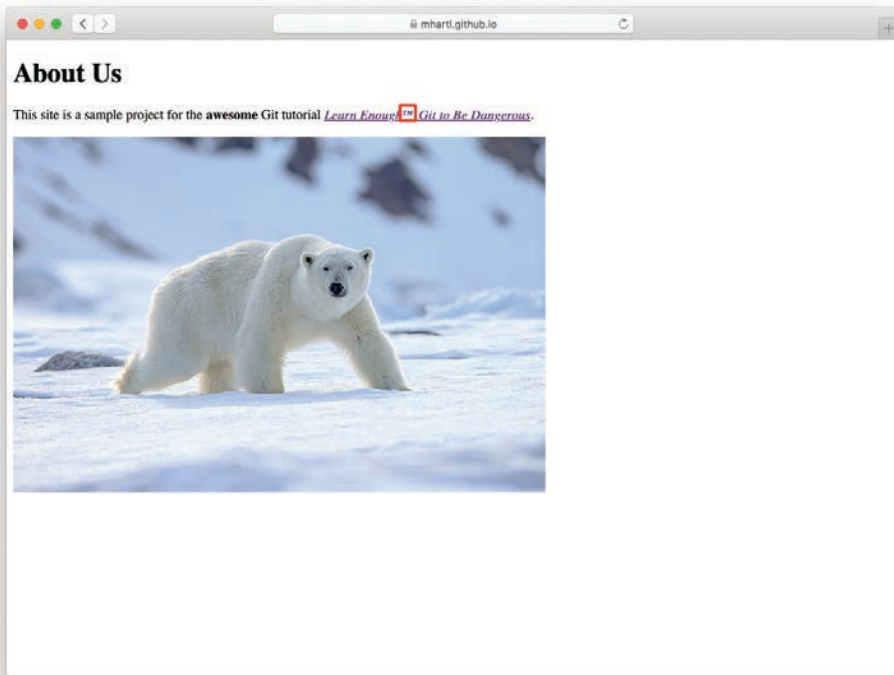 mhartl.github.io
About Us
This site is a sample project for the awesome Git tutorial Learn Enough™ Git to Be Dangerous.